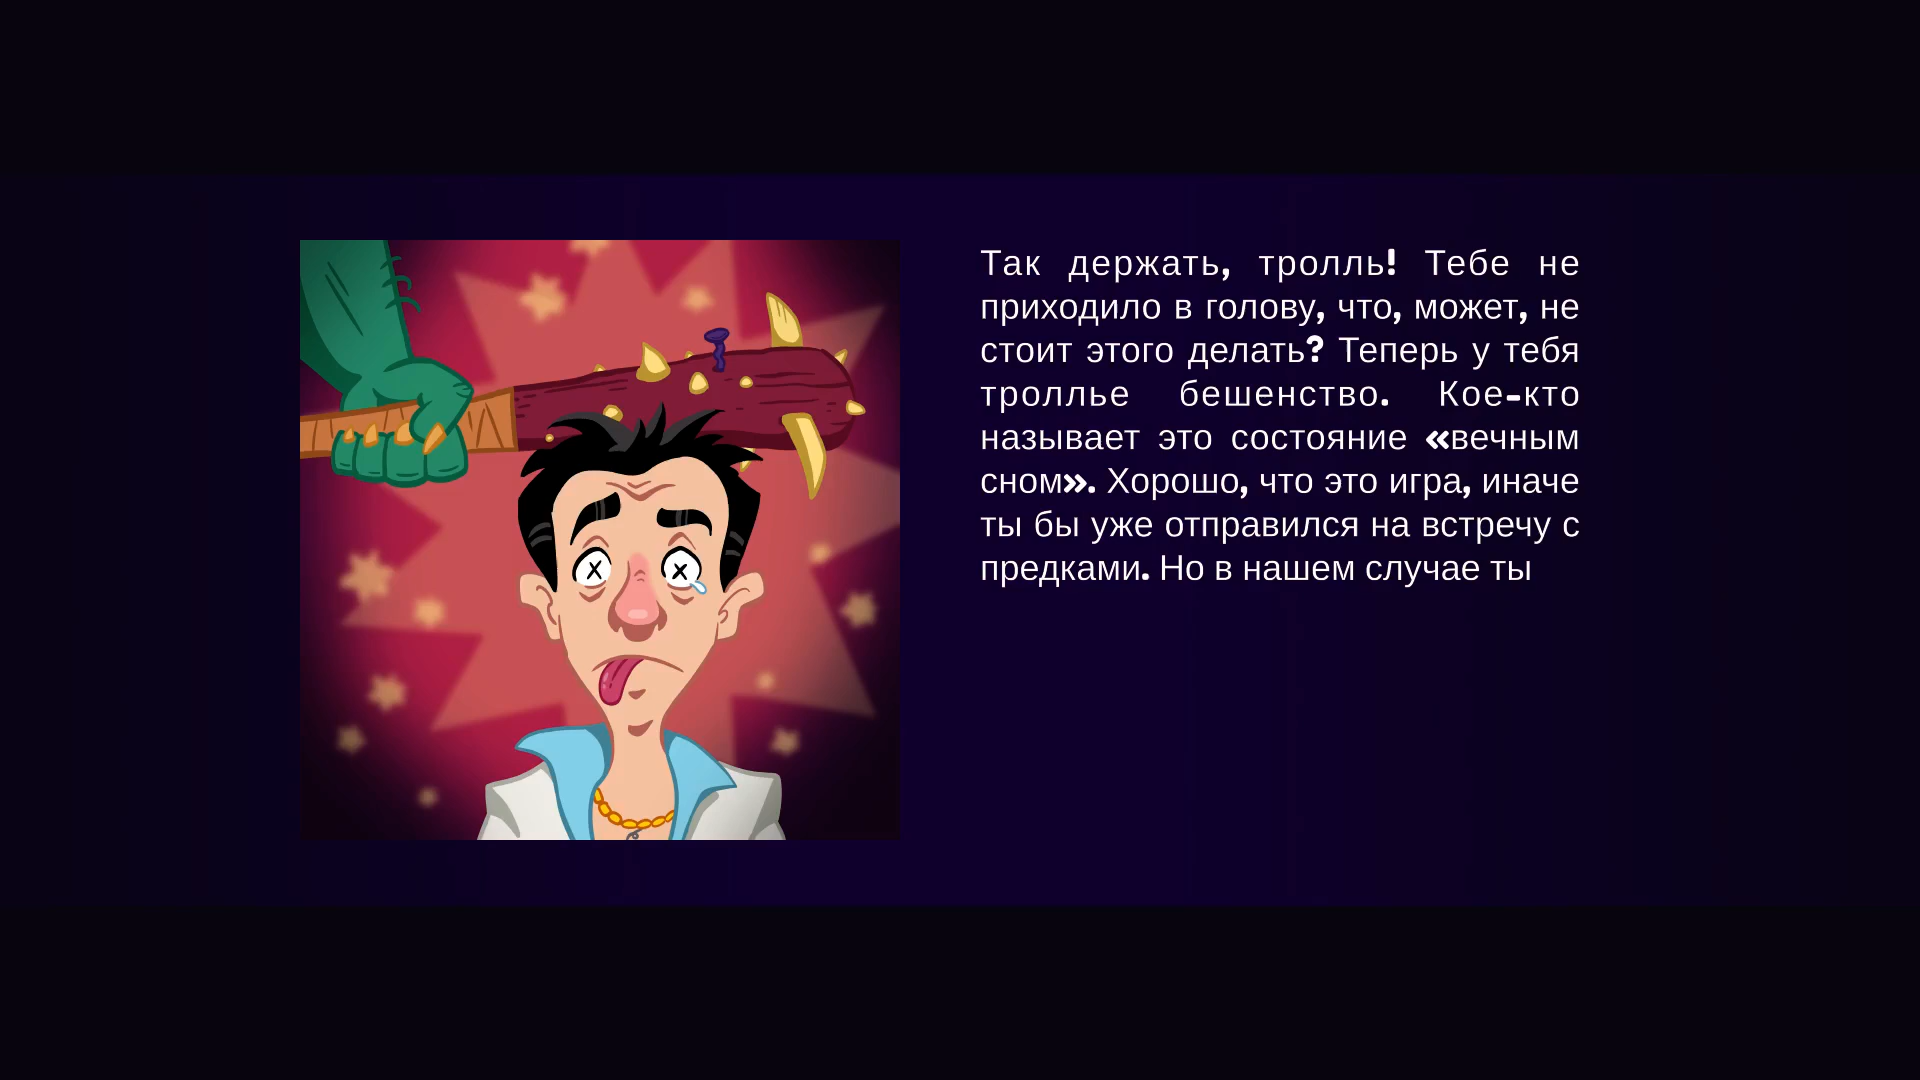 Так держать, тролль! Тебе не
приходило в голову, что, может, не
стоит этого делать? Теперь у тебя
троллье бешенство. Кое-кто
называет это состояние «вечным
сном». Хорошо, что это игра, иначе
ты бы уже отправился на встречу с
предками. Но в нашем случае ты